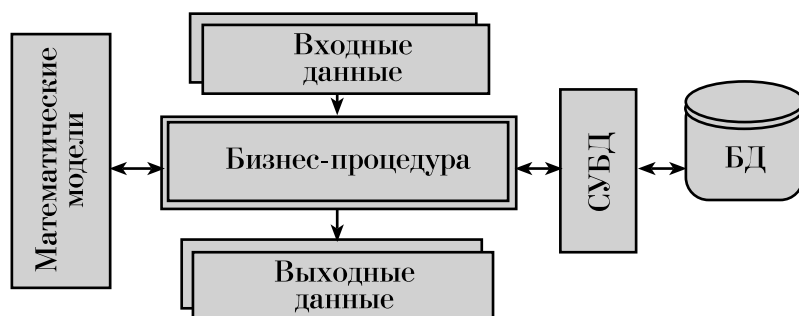 Входные
данные
Математические
модели
Бизнес-процедура
СУБД
БД
Выходные
данные